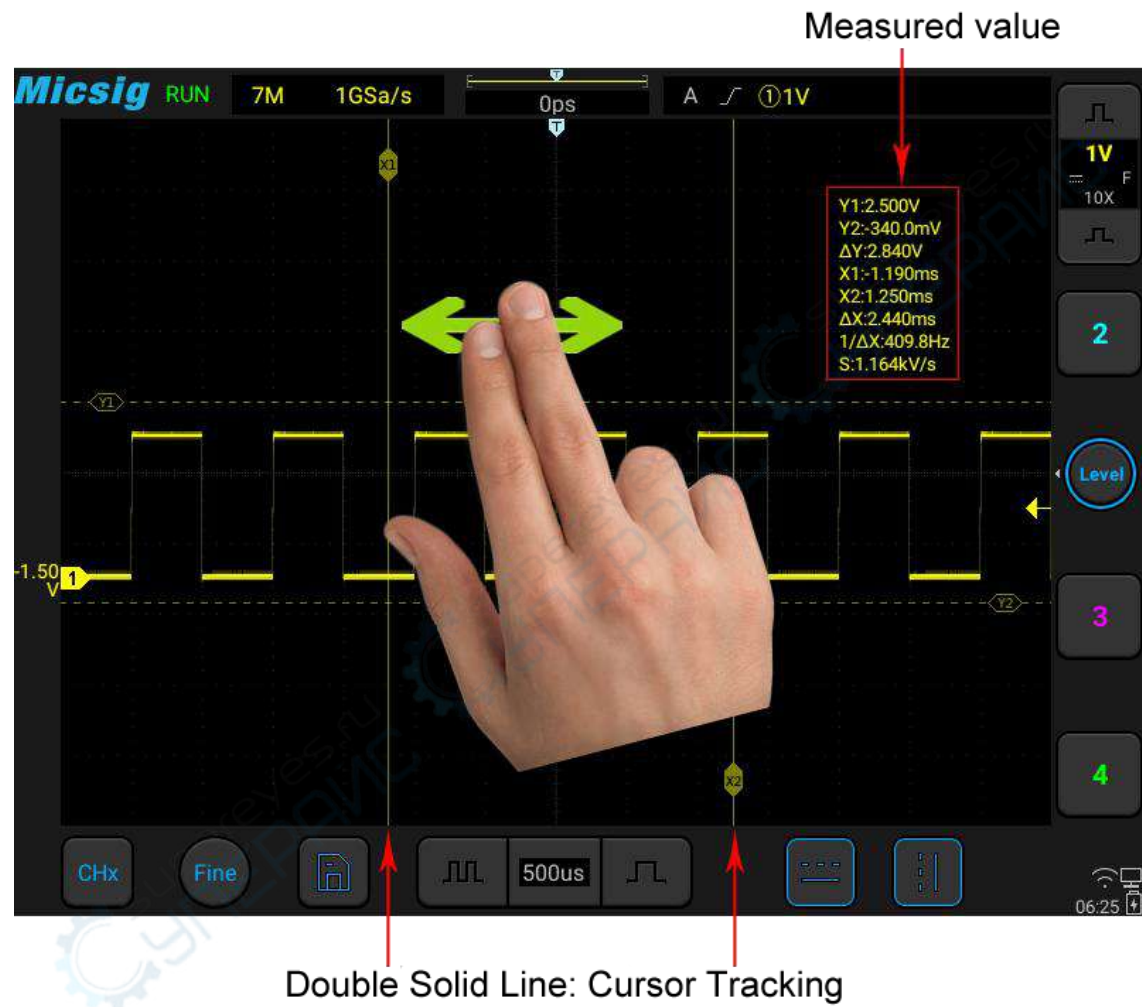 Measured value
Micsig RUN 7M 1GSa/s 0ps A ①1V
T
T
X1
1V
F
10X
Y1:2.500V
Y2:-340.0mV
ΔY:2.840V
X1:-1.190ms
X2:1.250ms
ΔX:2.440ms
1/ΔX:409.8Hz
S:1.164kV/s
2
Y1
Level
-1.50
V
1
Y2
3
X2
4
CHx Fine 500us
06:25
Double Solid Line: Cursor Tracking